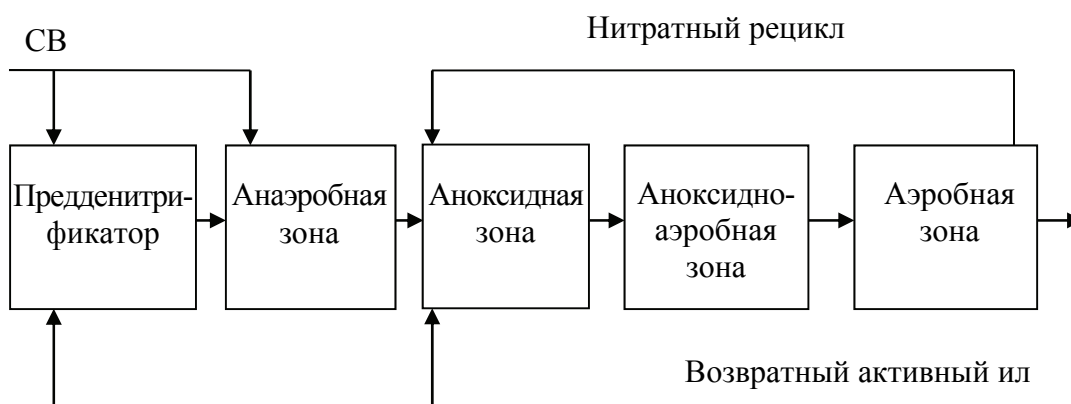 СВ
Нитратный рецикл
Предденитри-
фикатор
Анаэробная
зона
Аноксидная
зона
Аноксидно-
аэробная
зона
Аэробная
зона
Возвратный активный ил